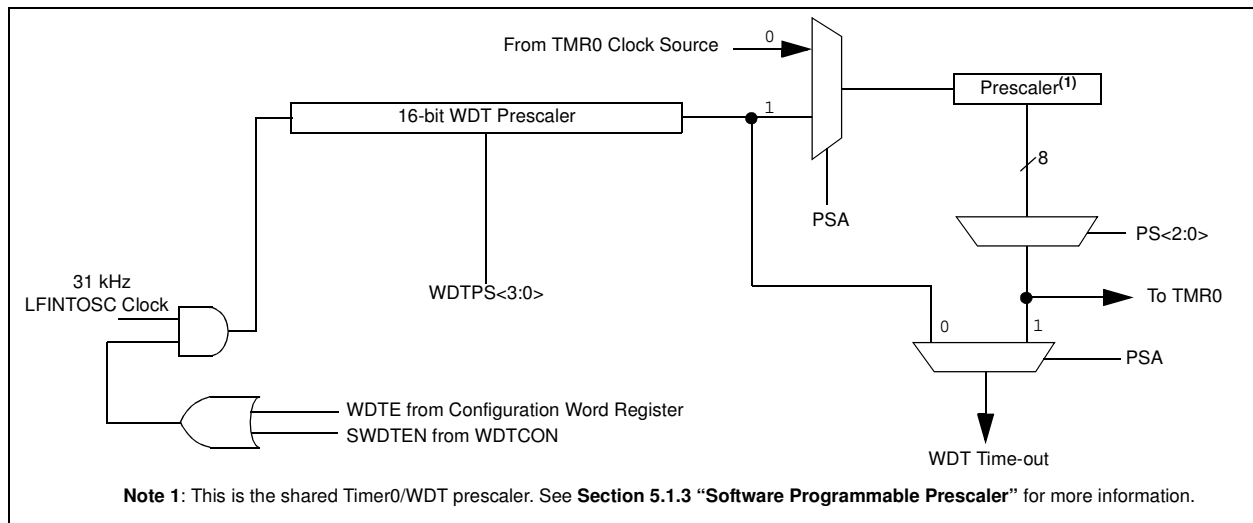 From TMR0 Clock Source
0
Prescaler(1)
16-bit WDT Prescaler
1
8
PSA
PS<2:0>
31 kHz
LFINTOSC Clock
WDTPS<3:0>
To TMR0
0
1
PSA
WDTE from Configuration Word Register
SWDTEN from WDTCON
WDT Time-out
Note 1: This is the shared Timer0/WDT prescaler. See Section 5.1.3 “Software Programmable Prescaler” for more information.